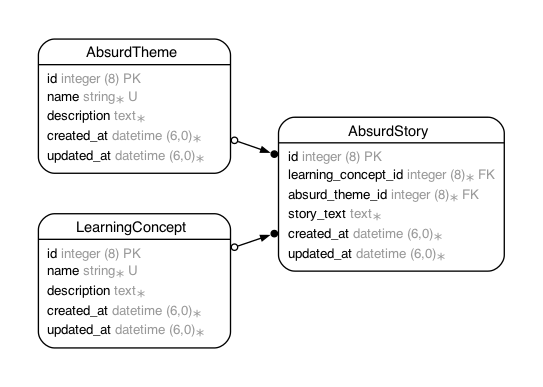 AbsurdTheme
id integer (8) PK
name string∗ U
description text∗
created_at datetime (6,0)∗
updated_at datetime (6,0)∗
LearningConcept
id integer (8) PK
name string∗ U
description text∗
created_at datetime (6,0)∗
updated_at datetime (6,0)∗
AbsurdStory
id integer (8) PK
learning_concept_id integer (8)∗ FK
absurd_theme_id integer (8)∗ FK
story_text text∗
created_at datetime (6,0)∗
updated_at datetime (6,0)∗